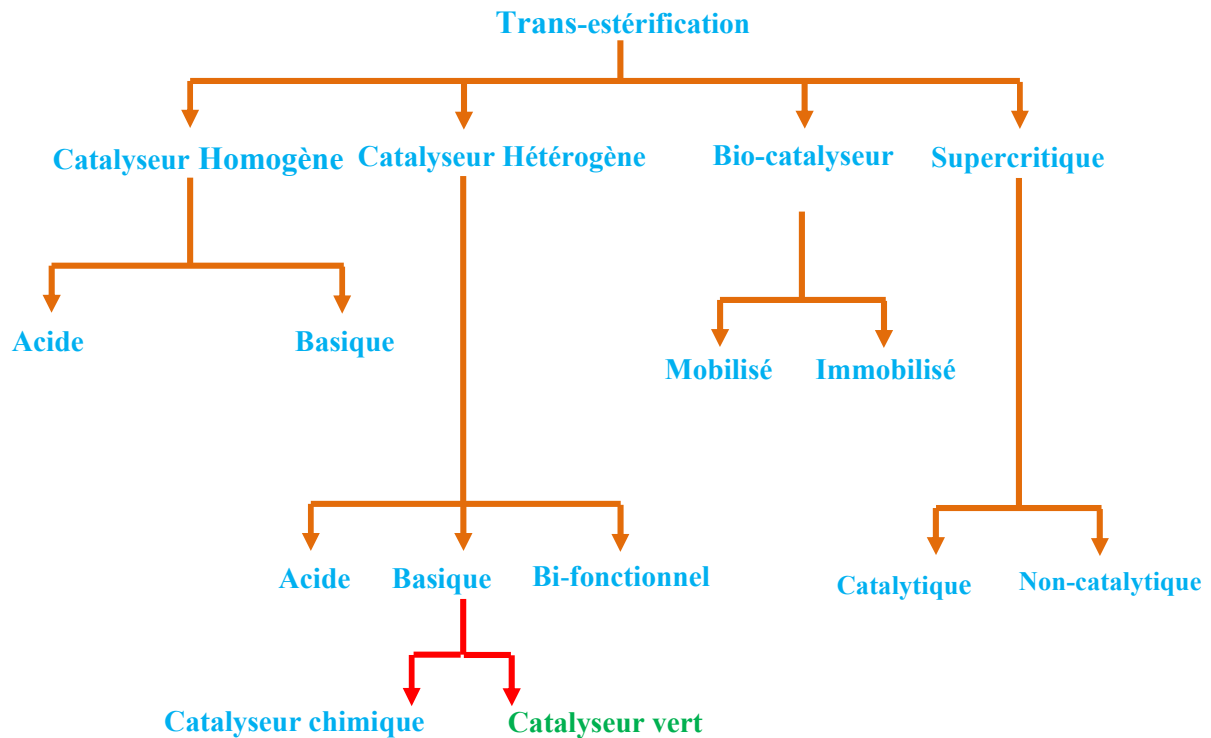 Trans-estérification
Catalyseur Homogène
Catalyseur Hétérogène
Bio-catalyseur
Supercritique
Acide
Basique
Mobilisé
Immobilisé
Acide
Basique
Bi-fonctionnel
Catalytique
Non-catalytique
Catalyseur chimique
Catalyseur vert